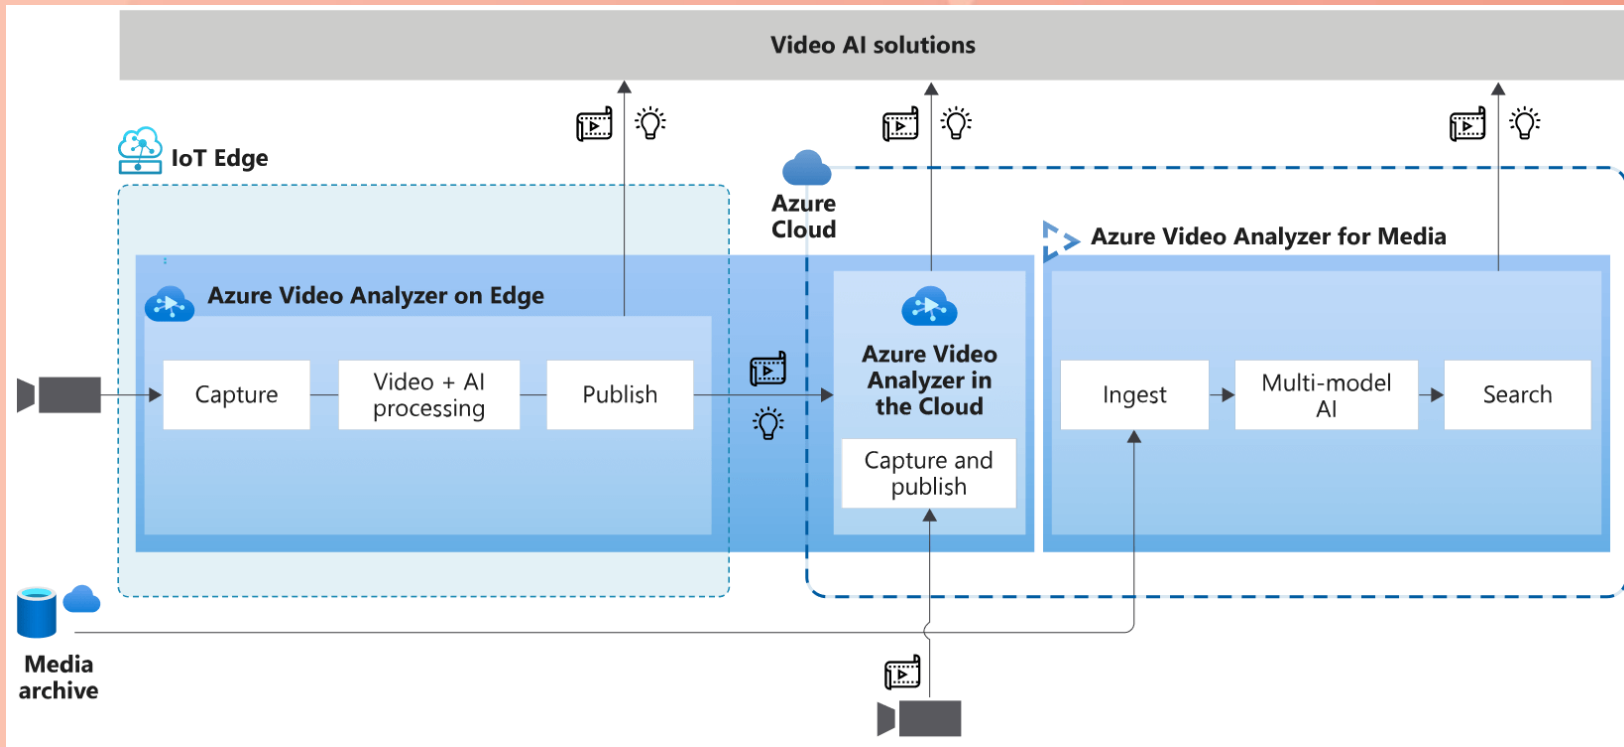 Video AI solutions
IoT Edge
Azure
Cloud
Azure Video Analyzer for Media
Azure Video Analyzer on Edge
Capture
Video + AI
processing
Publish
Azure Video
Analyzer in
the Cloud
Capture and
publish
Ingest
Multi-model
AI
Search
Media
archive